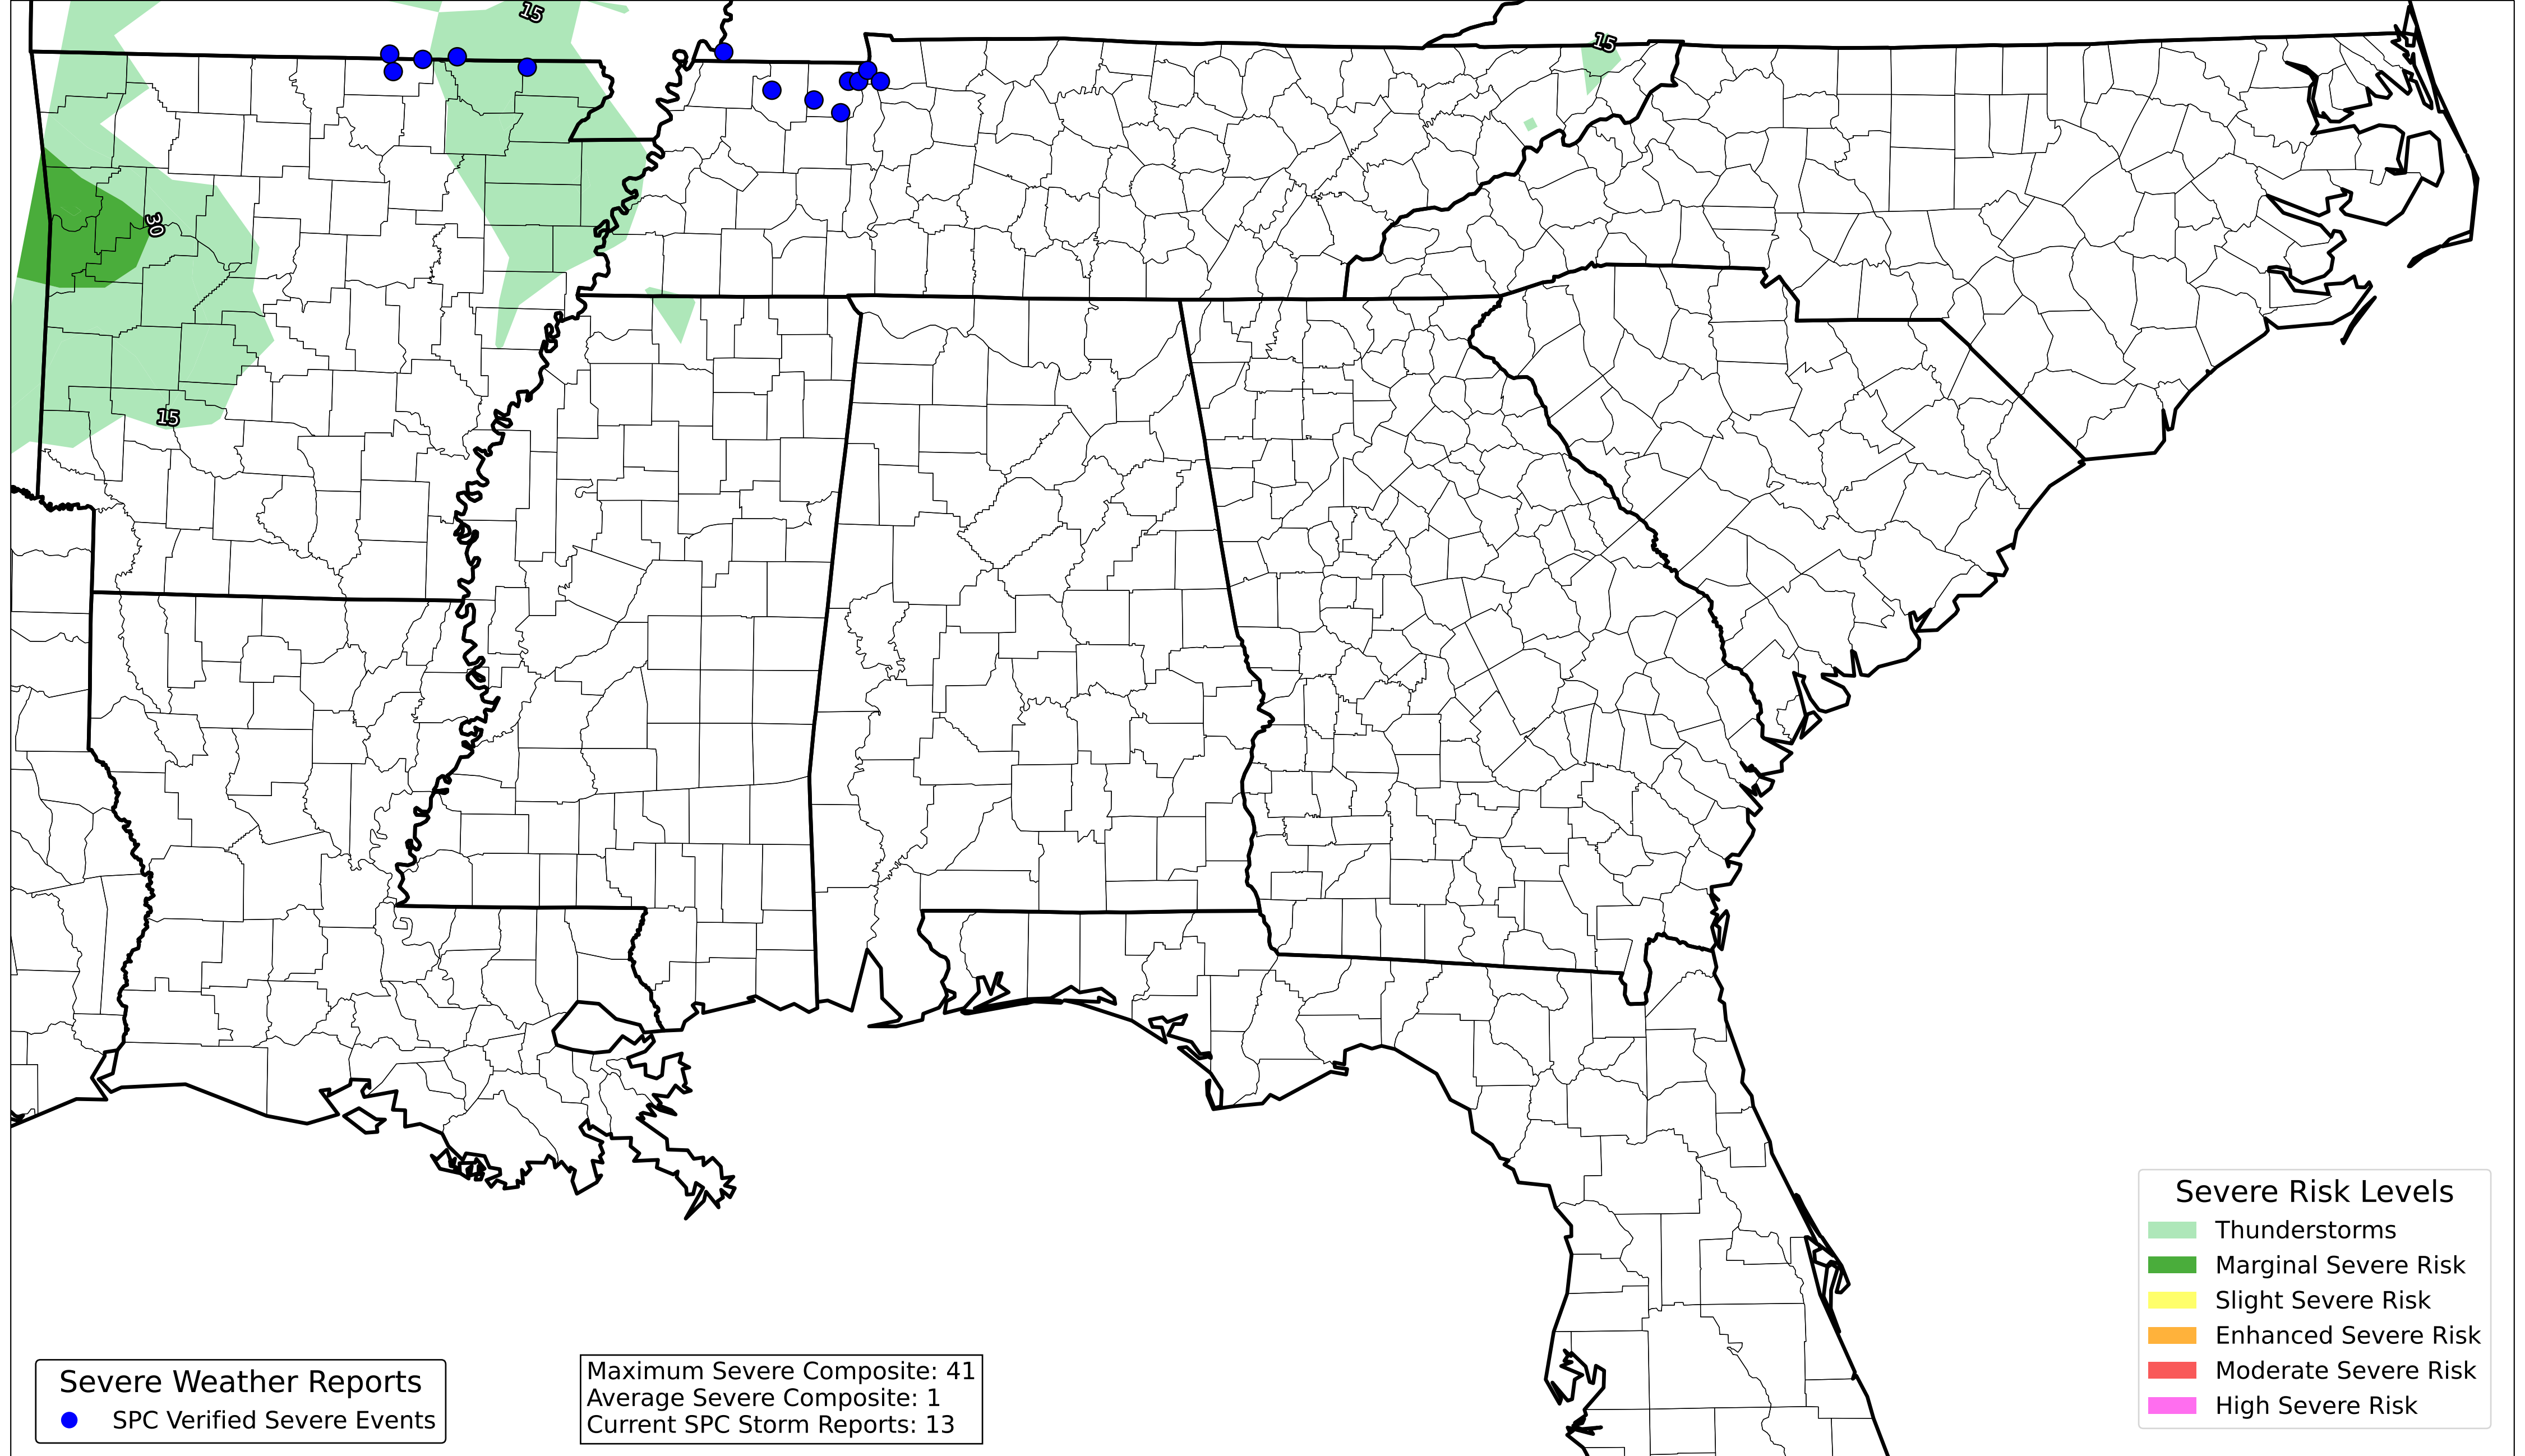 15
15
30
15
Severe Risk Levels
Thunderstorms
Marginal Severe Risk
Slight Severe Risk
Enhanced Severe Risk
Moderate Severe Risk
High Severe Risk
Severe Weather Reports
SPC Verified Severe Events
Maximum Severe Composite: 41
Average Severe Composite: 1
Current SPC Storm Reports: 13